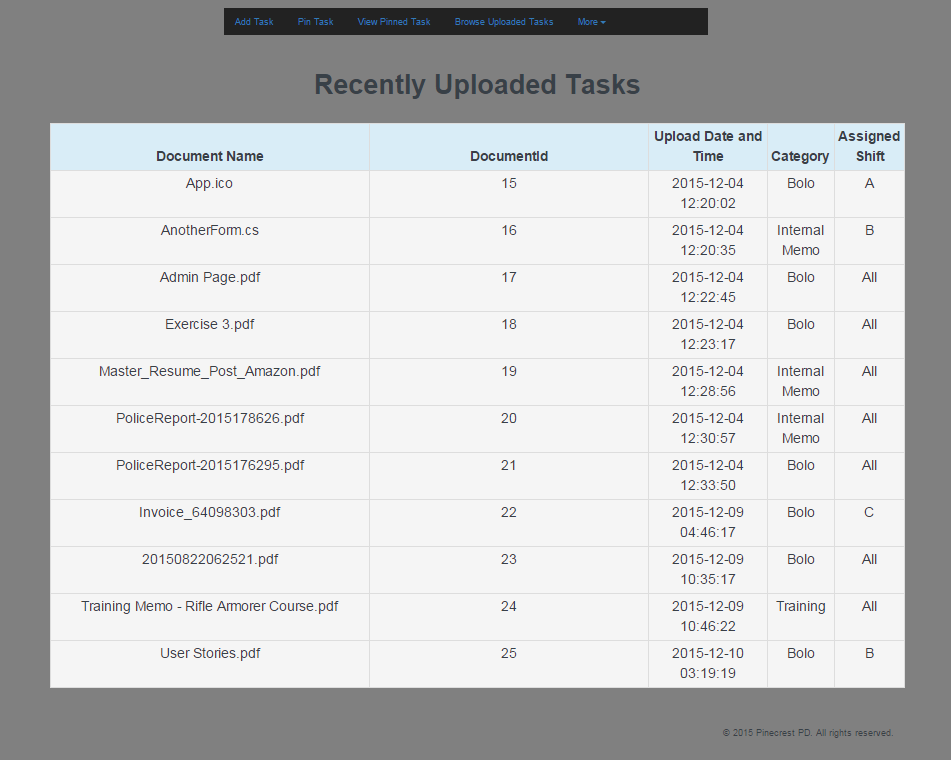 Add Task Pin Task View Pinned Task Browse Uploaded Tasks More
Recently Uploaded Tasks
Upload Date and Assigned
Document Name DocumentId Time Category Shift
App.ico 15 2015-12-04 Bolo A
12:20:02
AnotherForm.cs 16 2015-12-04 Internal B
12:20:35 Memo
Admin Page.pdf 17 2015-12-04 Bolo All
12:22:45
Exercise 3.pdf 18 2015-12-04 Bolo All
12:23:17
Master_Resume_Post_Amazon.pdf 19 2015-12-04 Internal All
12:28:56 Memo
PoliceReport-2015178626.pdf 20 2015-12-04 Internal All
12:30:57 Memo
PoliceReport-2015176295.pdf 21 2015-12-04 Bolo All
12:33:50
Invoice_64098303.pdf 22 2015-12-09 Bolo C
04:46:17
20150822062521.pdf 23 2015-12-09 Bolo All
10:35:17
Training Memo - Rifle Armorer Course.pdf 24 2015-12-09 Training All
10:46:22
User Stories.pdf 25 2015-12-10 Bolo B
03:19:19
© 2015 Pinecrest PD. All rights reserved.